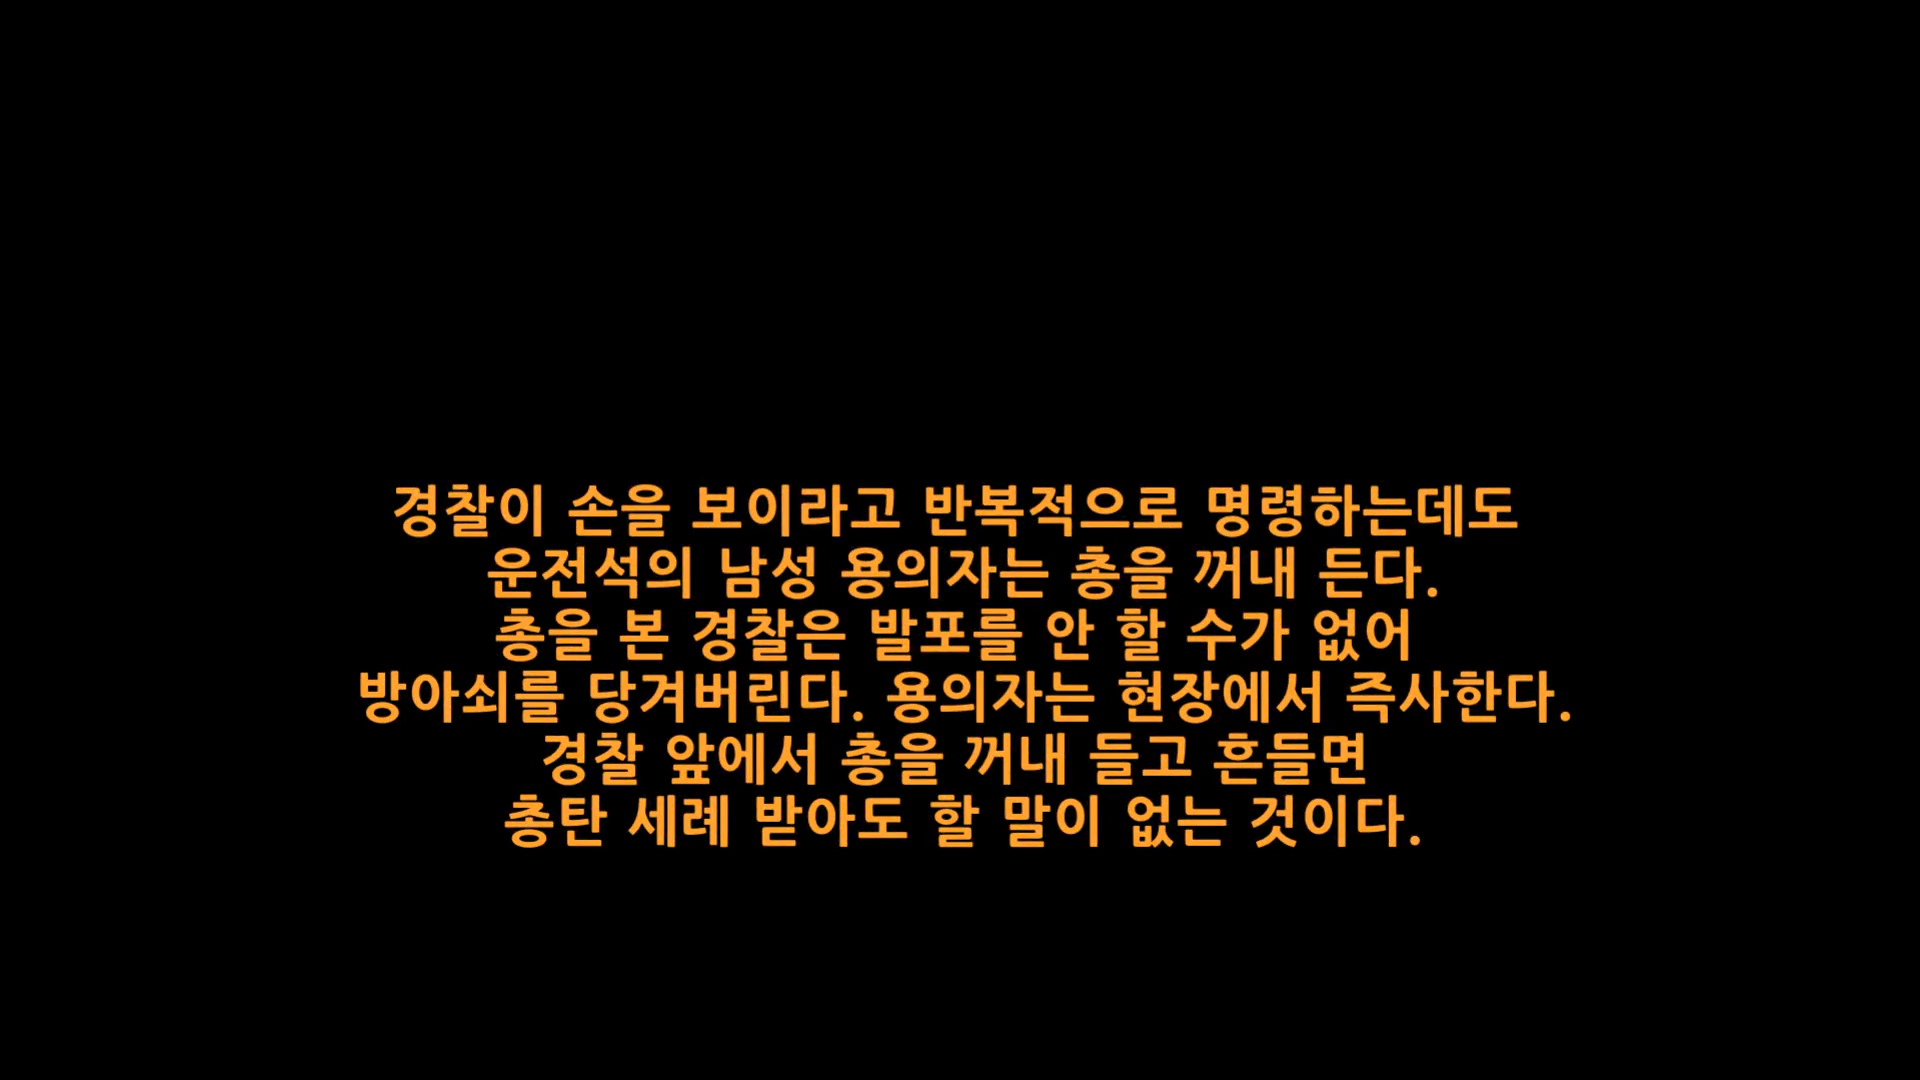 경찰이 손을 보이라고 반복적으로 명령하는데도
운전석의 남성 용의자는 총을 꺼내 든다.
총을 본 경찰은 발포를 안 할 수가 없어
방아쇠를 당겨버린다. 용의자는 현장에서 즉사한다.
경찰 앞에서 총을 꺼내 들고 흔들면
총탄 세례 받아도 할 말이 없는 것이다.